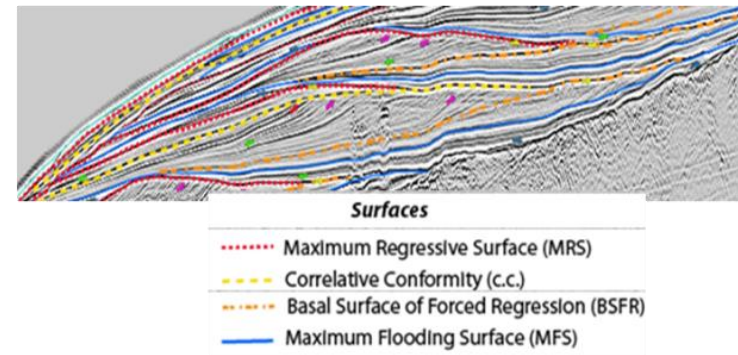 Surfaces
Maximum Regressive Surface (MRS)
Correlative Conformity (c.c.)
Basal Surface of Forced Regression (BSFR)
Maximum Flooding Surface (MFS)